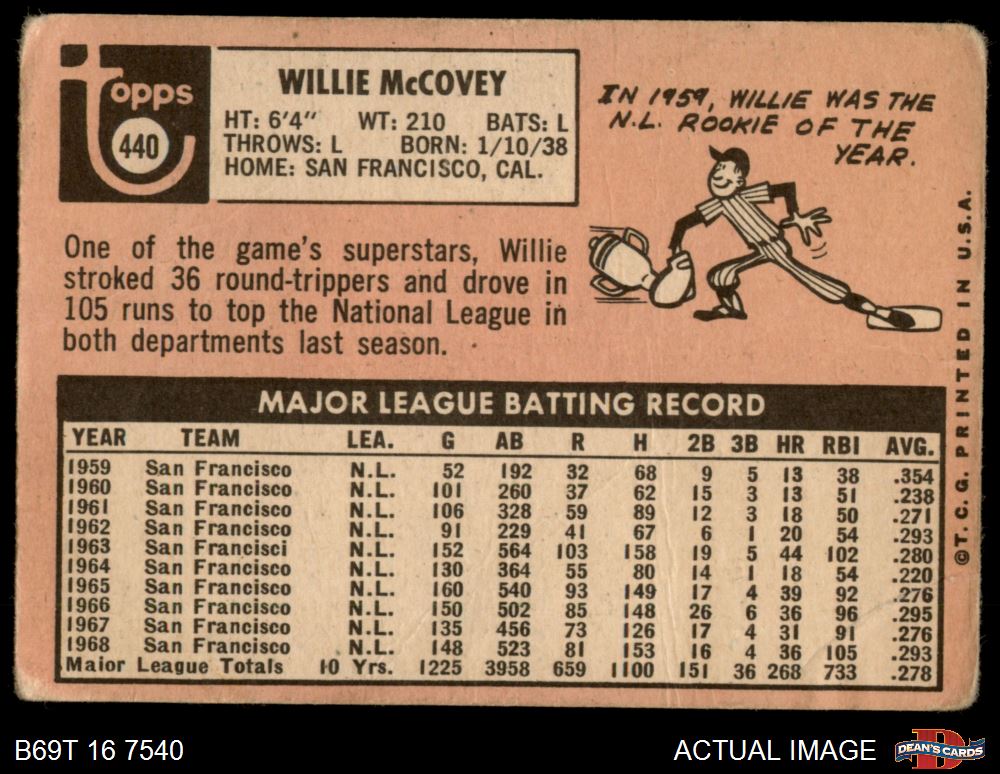 topps
440
WILLIE McCOVEY
HT: 6'4" WT: 210 BATS: L
THROWS: L BORN: 1/10/38
HOME: SAN FRANCISCO, CAL.
IN 1959, WILLIE WAS THE
N.L. ROOKIE OF THE
YEAR.
One of the game's superstars, Willie
stroked 36 round-trippers and drove in
105 runs to top the National League in
both departments last season.
MAJOR LEAGUE BATTING RECORD
YEAR TEAM LEA. G AB R H 2B 3B HR RBI AVG.
1959 San Francisco N.L. 52 192 32 68 9 5 13 38 .354
1960 San Francisco N.L. 101 260 37 62 15 3 13 51 .238
1961 San Francisco N.L. 106 328 59 89 12 3 18 50 .271
1962 San Francisco N.L. 91 229 41 67 6 1 20 54 .293
1963 San Francisci N.L. 152 564 103 158 19 5 44 102 .280
1964 San Francisco N.L. 130 364 55 80 14 1 18 54 .220
1965 San Francisco N.L. 160 540 93 149 17 4 39 92 .276
1966 San Francisco N.L. 150 502 85 148 26 6 36 96 .295
1967 San Francisco N.L. 135 456 73 126 17 4 31 91 .276
1968 San Francisco N.L. 148 523 81 153 16 4 36 105 .293
Major League Totals 10 Yrs. 1225 3958 659 1100 151 36 268 733 .278
©T.C.G. PRINTED IN U.S.A.
B69T 16 7540
ACTUAL IMAGE
DEAN'S CARDS